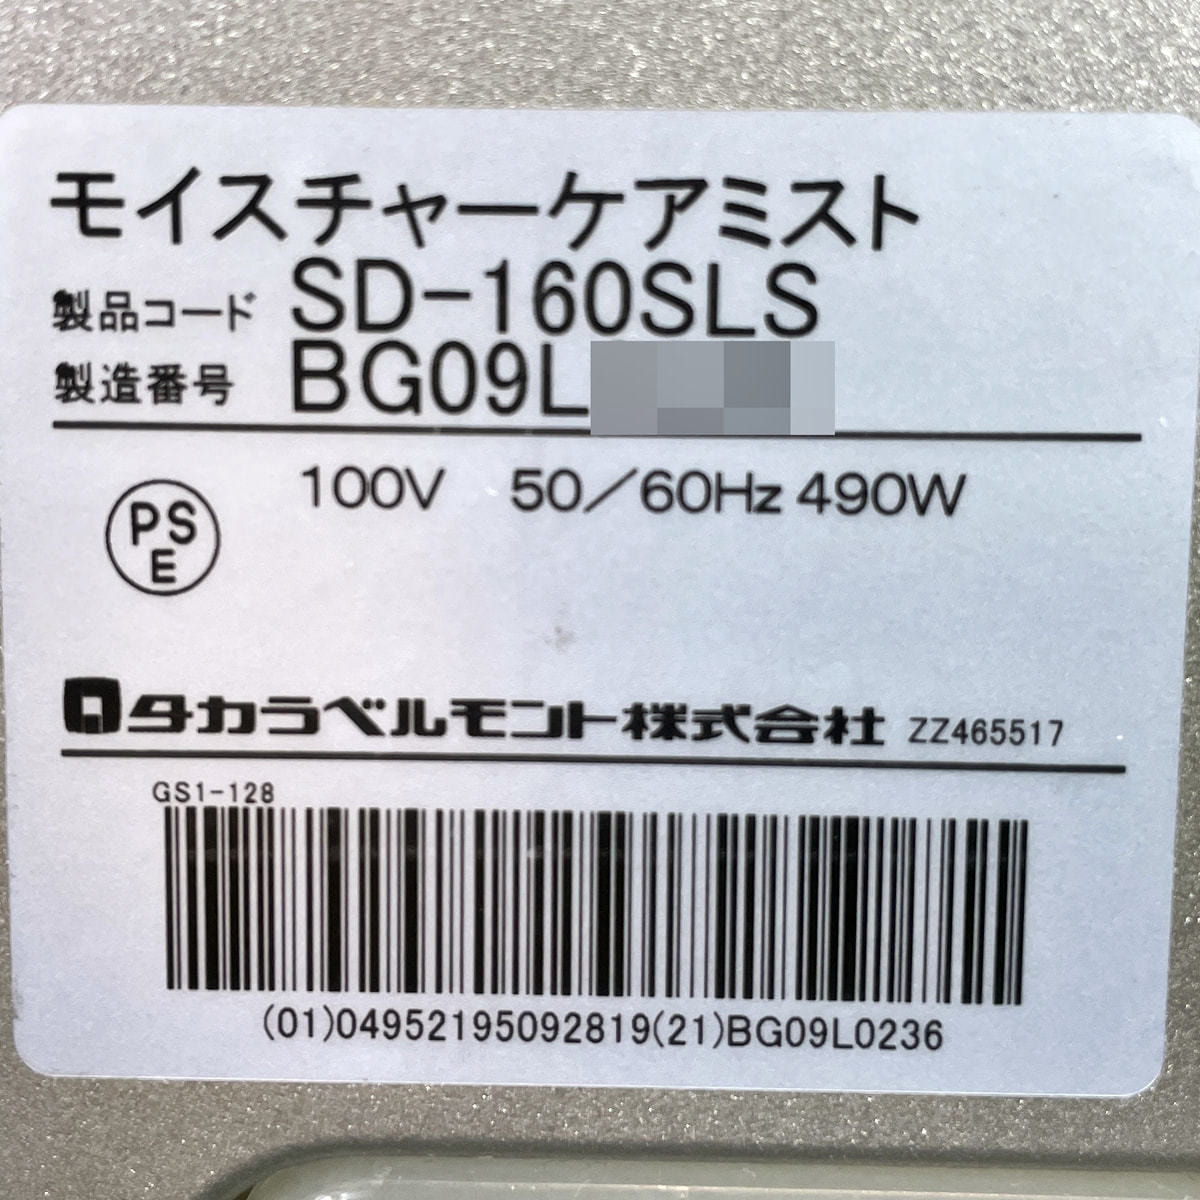 モイスチャーケアミスト
製品コード SD-160SLS
製造番号 BG09L
PSE
100V 50/60Hz 490W
タカラベルモント株式会社 ZZ465517
GS1-128
(01)04952195092819(21)BG09L0236